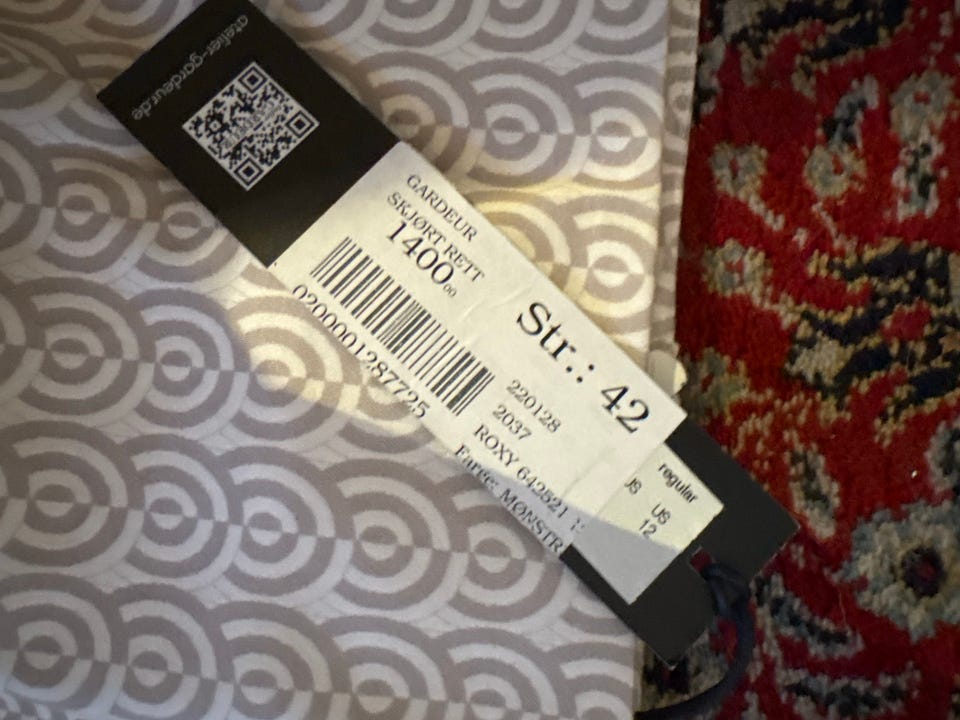 atelier-gardeur.de
GARDEUR
SKJØRT RETT
1400.00
0200001287725
Str.: 42
220128
2037
ROXY 642521
Farge: MØNSTR
regular
US
12